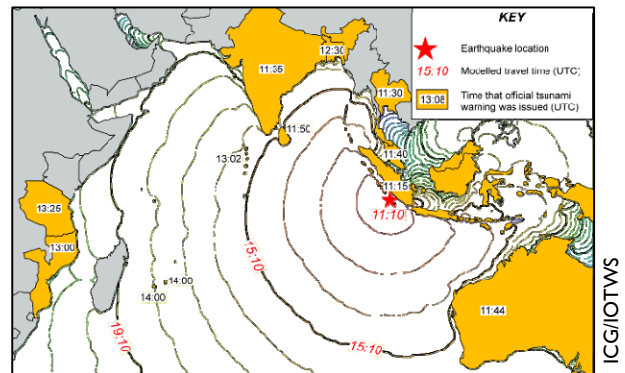 KEY
Earthquake location
15:10 Modelled travel time (UTC)
13:08 Time that official tsunami
warning was issued (UTC)
12:30
11:35
11:30
11:50
13:02
11:40
11:15
11:10
13:25
13:00
15:10
14:00
14:00
11:44
19:10
15:10
ICG/IOTWS